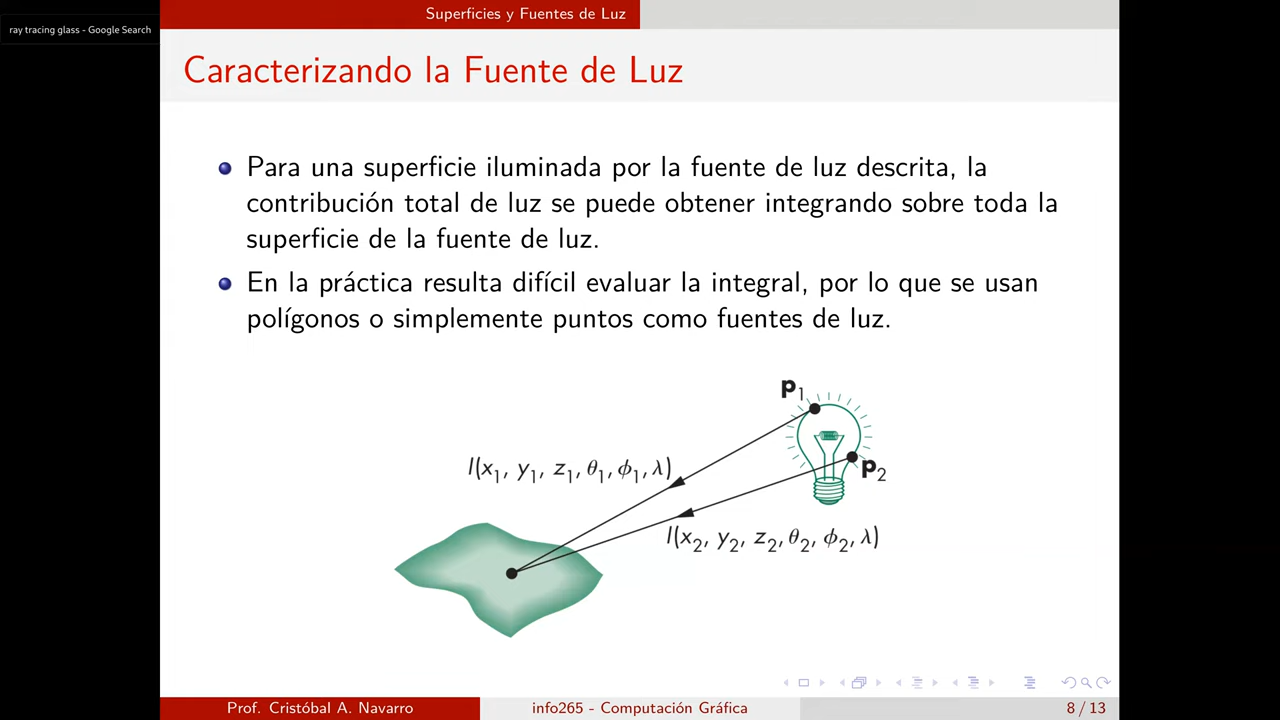 Superficies y Fuentes de Luz
ray tracing glass - Google Search
Caracterizando la Fuente de Luz
Para una superficie iluminada por la fuente de luz descrita, la
contribución total de luz se puede obtener integrando sobre toda la
superficie de la fuente de luz.
En la práctica resulta difícil evaluar la integral, por lo que se usan
polígonos o simplemente puntos como fuentes de luz.
p₁
I(x₁, y₁, z₁, θ₁, ϕ₁, λ)
p₂
I(x₂, y₂, z₂, θ₂, ϕ₂, λ)
Prof. Cristóbal A. Navarro
info265 - Computación Gráfica
8 / 13